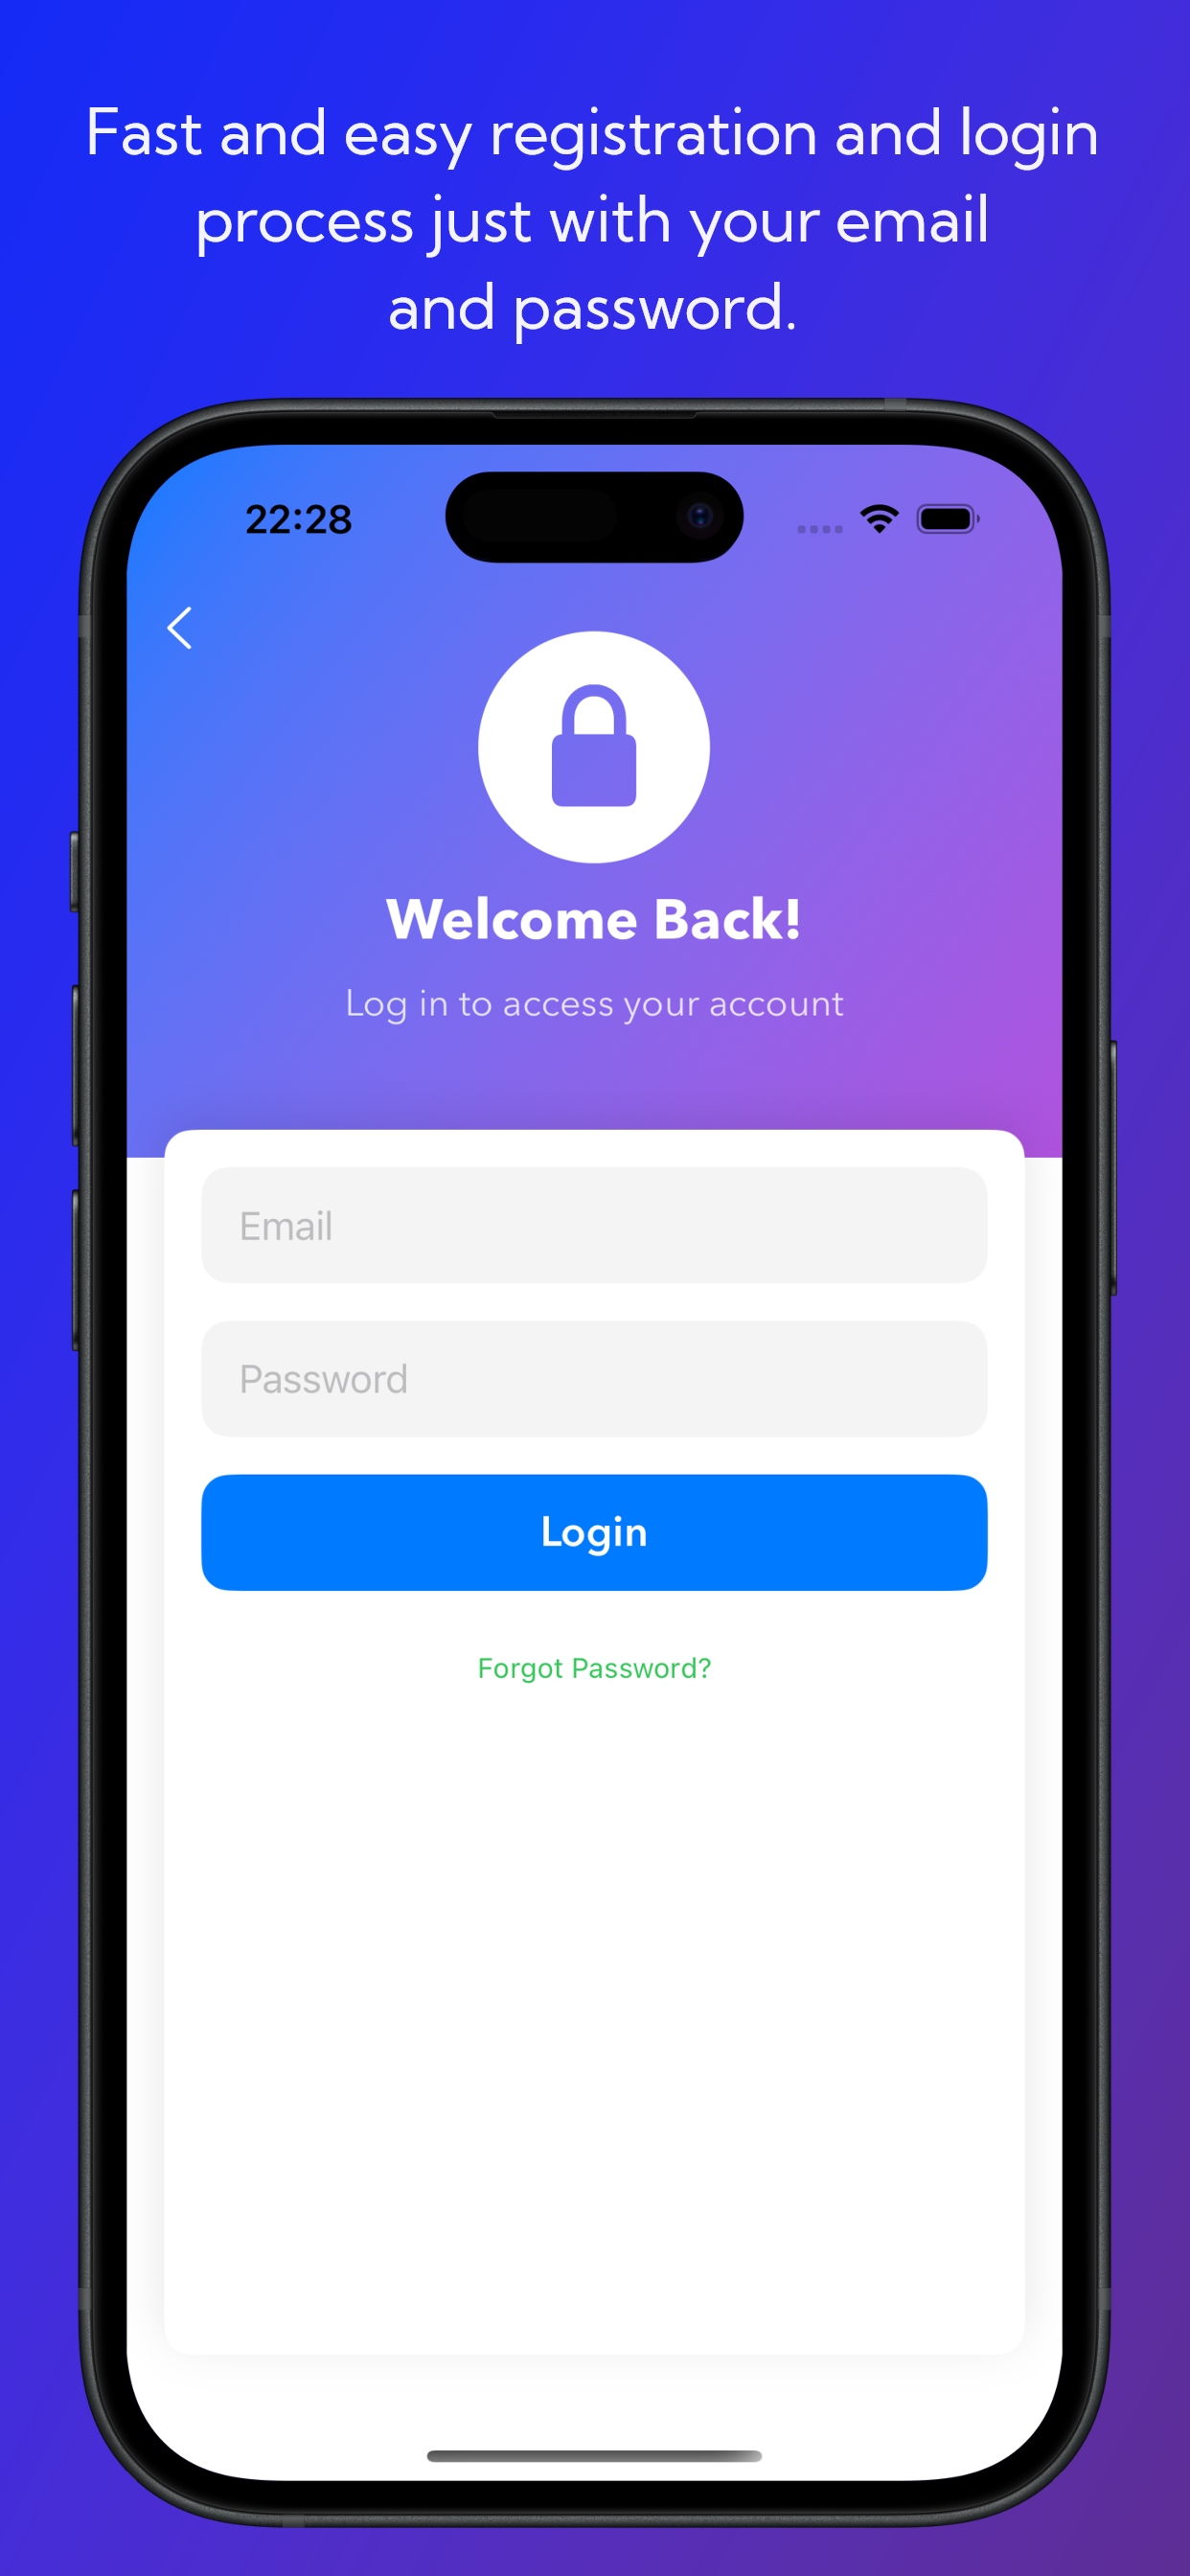 Fast and easy registration and login
process just with your email
and password.
22:28
Welcome Back!
Log in to access your account
Email
Password
Login
Forgot Password?